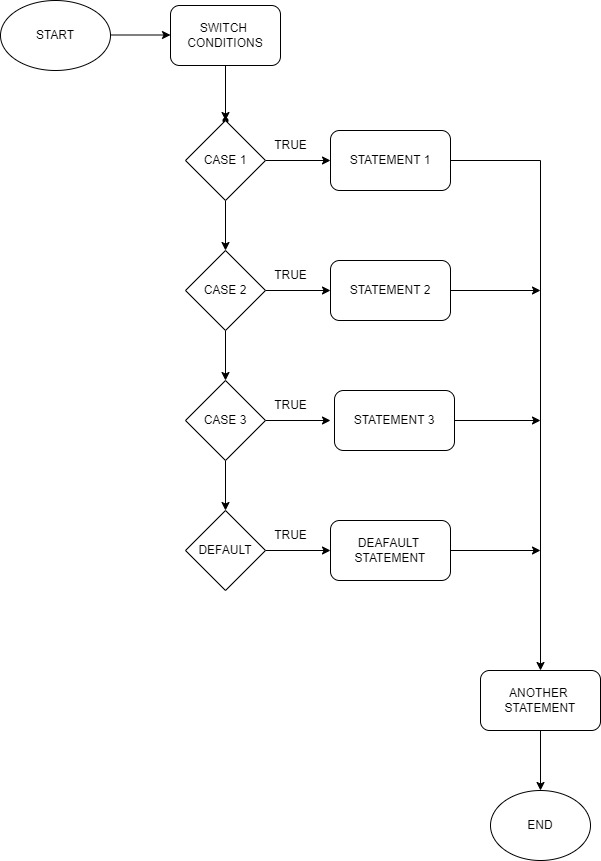 START
SWITCH
CONDITIONS
CASE 1
TRUE
STATEMENT 1
CASE 2
TRUE
STATEMENT 2
CASE 3
TRUE
STATEMENT 3
DEFAULT
TRUE
DEAFAULT
STATEMENT
ANOTHER
STATEMENT
END